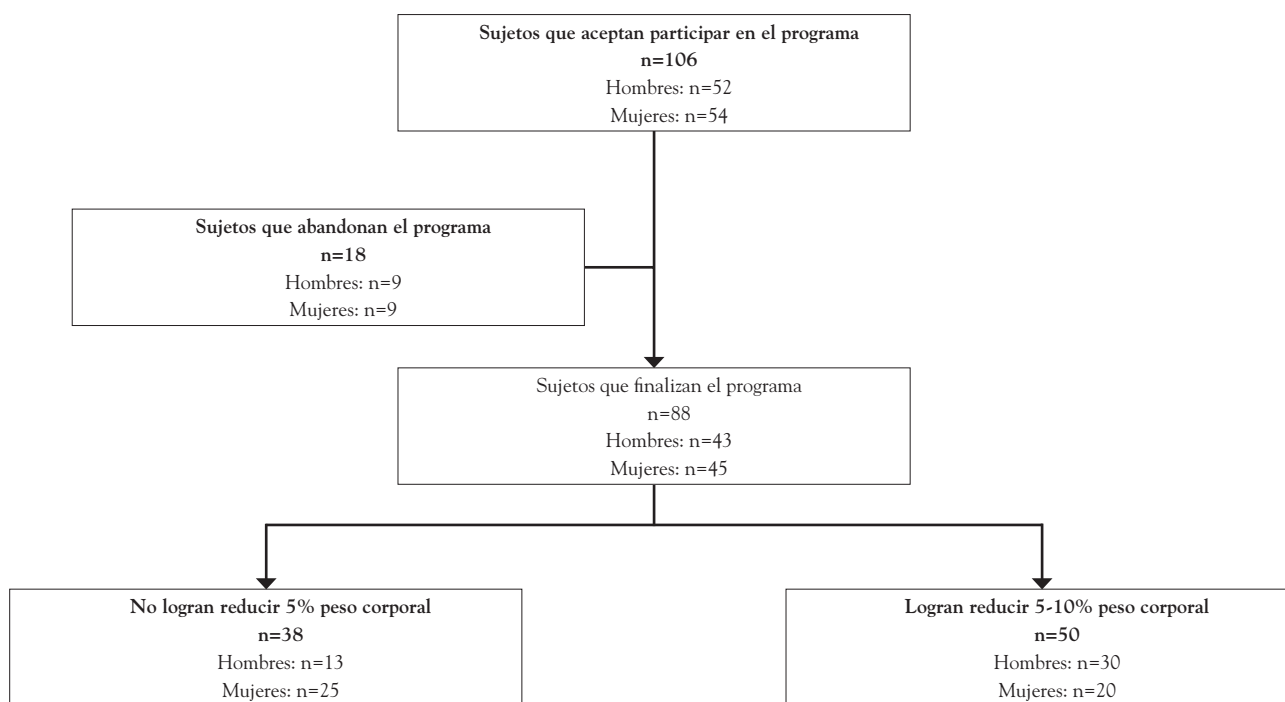 Sujetos que aceptan participar en el programa
n=106
Hombres: n=52
Mujeres: n=54
Sujetos que abandonan el programa
n=18
Hombres: n=9
Mujeres: n=9
Sujetos que finalizan el programa
n=88
Hombres: n=43
Mujeres: n=45
No logran reducir 5% peso corporal
n=38
Hombres: n=13
Mujeres: n=25
Logran reducir 5-10% peso corporal
n=50
Hombres: n=30
Mujeres: n=20